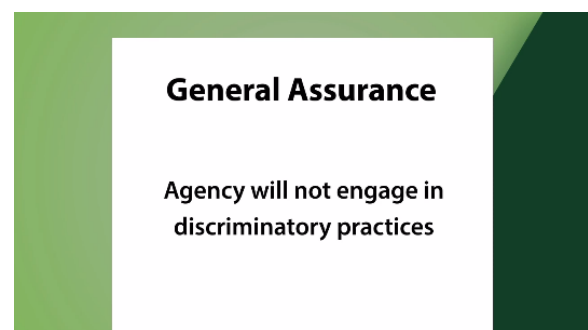 General Assurance
Agency will not engage in
discriminatory practices